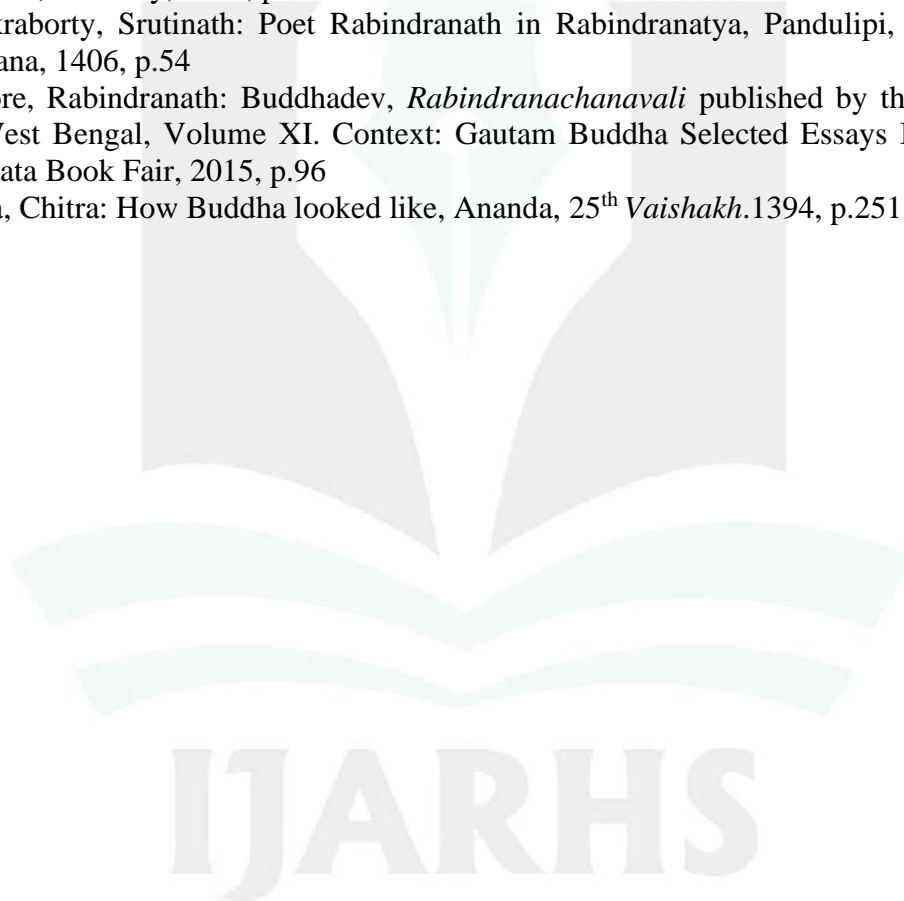 raborty, Srutinath: Poet Rabindranath in Rabindranatya, Pandulipi,
ana, 1406, p.54
ore, Rabindranath: Buddhadev, Rabindranachanavali published by th
West Bengal, Volume XI. Context: Gautam Buddha Selected Essays
ata Book Fair, 2015, p.96
a, Chitra: How Buddha looked like, Ananda, 25th Vaishakh.1394, p.251
IJARHS